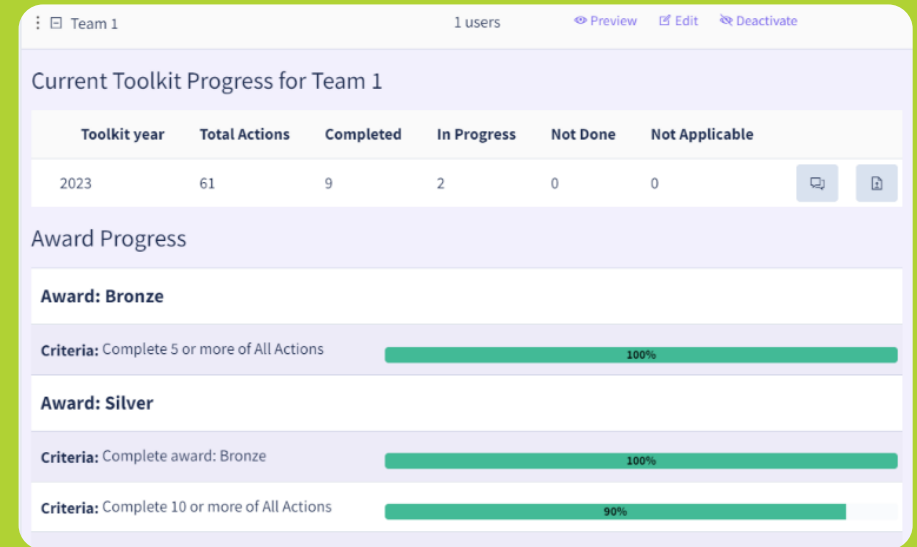 Team 1 1 users Preview Edit Deactivate
Current Toolkit Progress for Team 1
Toolkit year Total Actions Completed In Progress Not Done Not Applicable
2023 61 9 2 0 0
Award Progress
Award: Bronze
Criteria: Complete 5 or more of All Actions 100%
Award: Silver
Criteria: Complete award: Bronze 100%
Criteria: Complete 10 or more of All Actions 90%